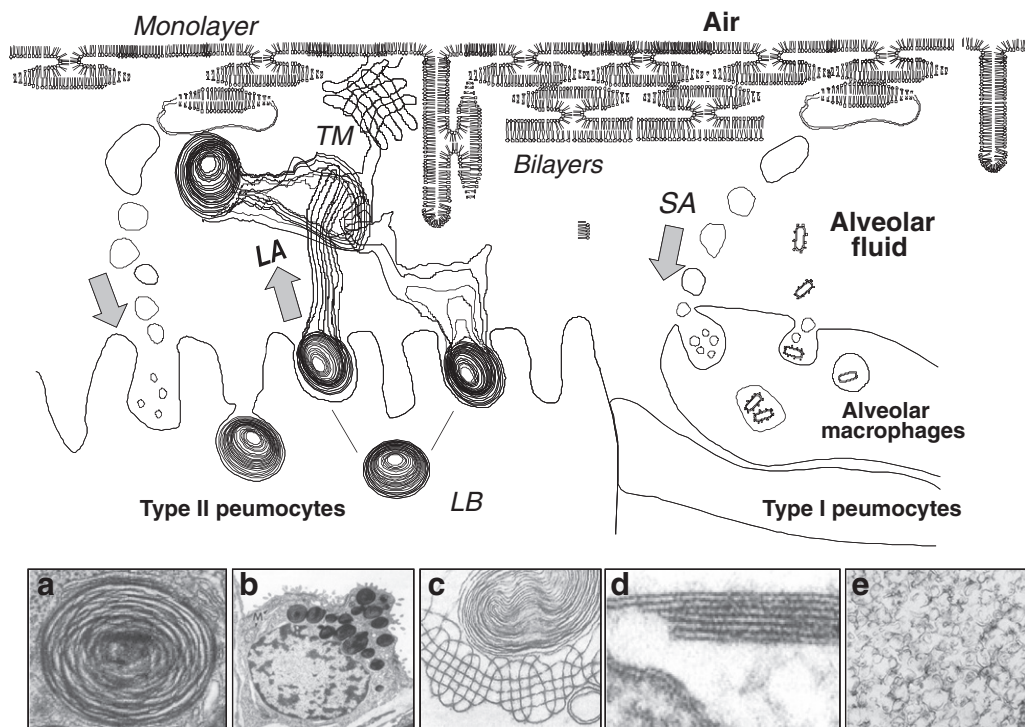 Monolayer
Air
TM
Bilayers
SA
Alveolar
fluid
LA
Alveolar
macrophages
LB
Type II peumocytes
Type I peumocytes
a
b
c
d
e
M